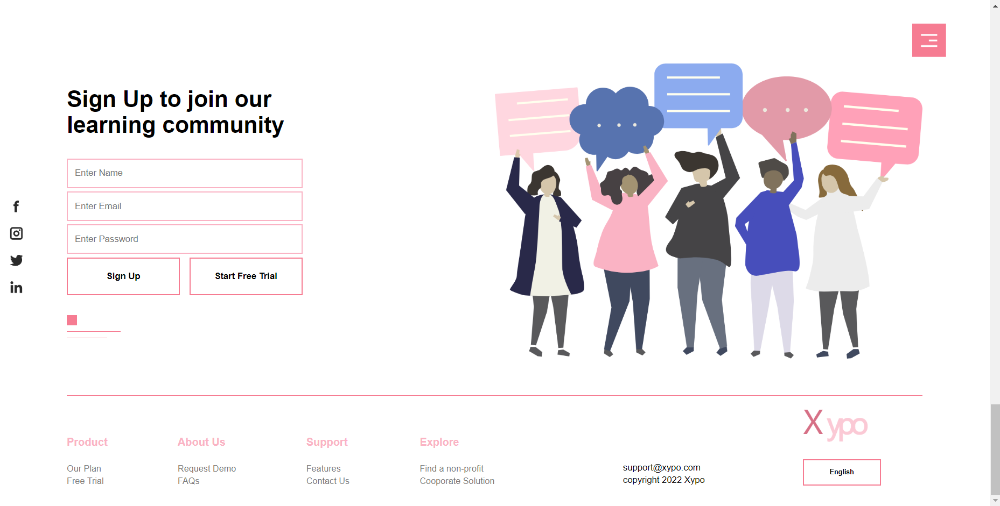 Sign Up to join our
learning community
Enter Name
Enter Email
Enter Password
Sign Up
Start Free Trial
Xypo
Product
Our Plan
Free Trial
About Us
Request Demo
FAQs
Support
Features
Contact Us
Explore
Find a non-profit
Cooporate Solution
support@xypo.com
copyright 2022 Xypo
English